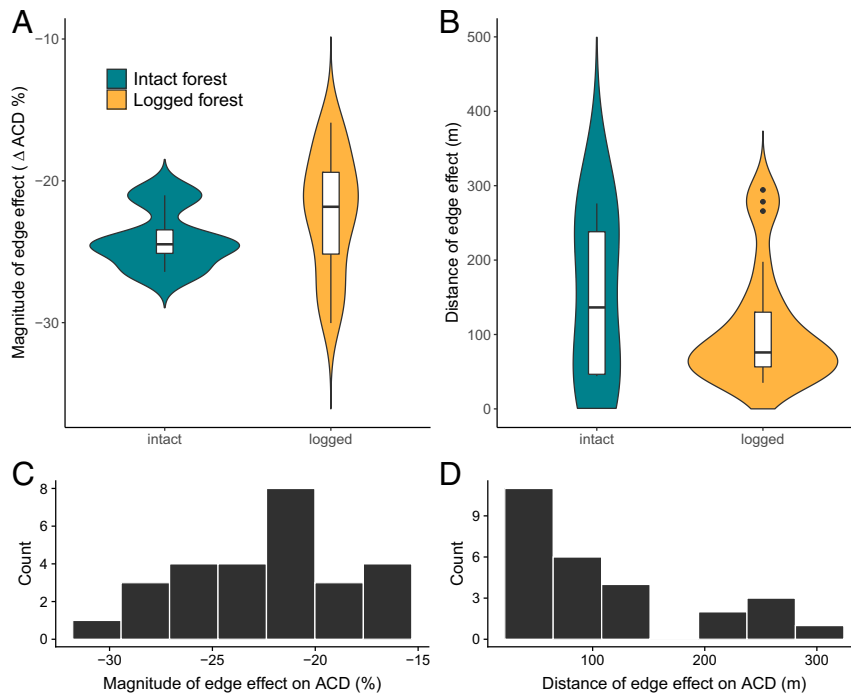 A
Magnitude of edge effect ( Δ ACD %)
−10
−20
−30
Intact forest
Logged forest
intact
logged
B
Distance of edge effect (m)
500
400
300
200
100
0
intact
logged
C
Count
8
6
4
2
0
−30
−25
−20
−15
Magnitude of edge effect on ACD (%)
D
Count
9
6
3
0
100
200
300
Distance of edge effect on ACD (m)